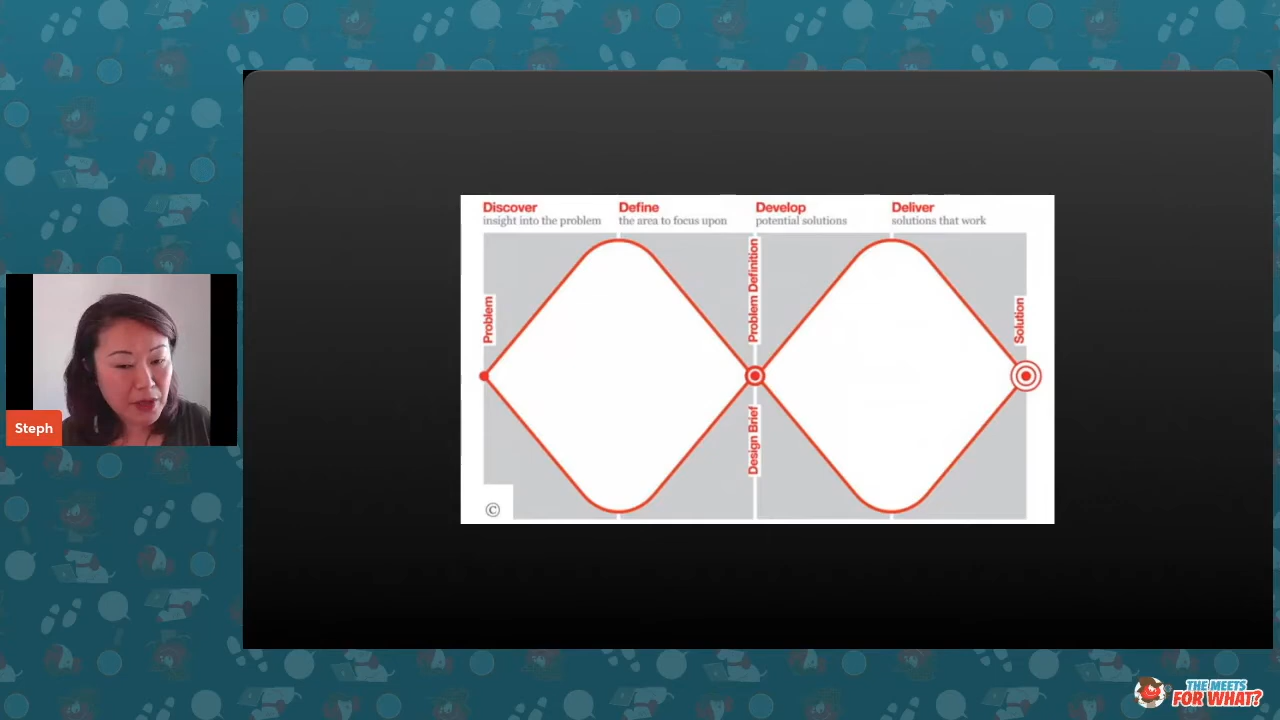 Discover
insight into the problem
Define
the area to focus upon
Develop
potential solutions
Deliver
solutions that work
Problem
Problem Definition
Design Brief
Solution
©
Steph
THE MEETS
FOR WHAT?